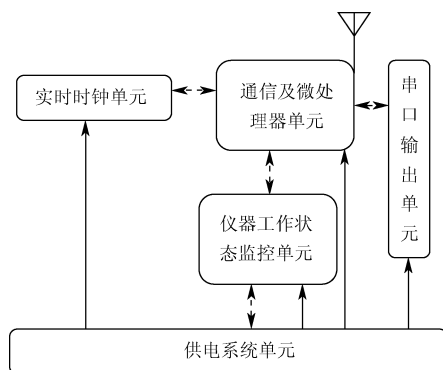 实时时钟单元
通信及微处
理器单元
串
口
输
出
单
元
仪器工作状
态监控单元
供电系统单元